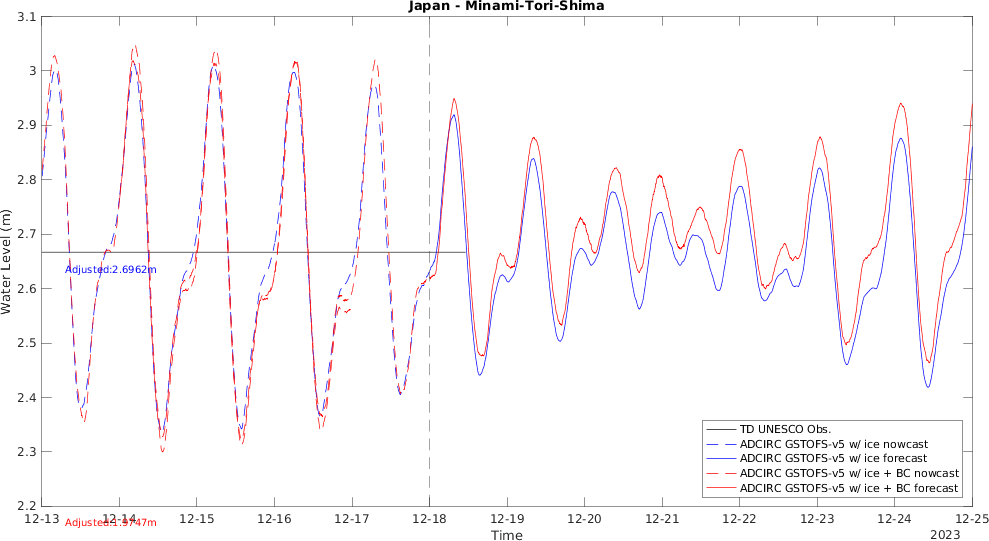 Japan - Minami-Tori-Shima
3.1
3
2.9
2.8
2.7
2.6
2.5
2.4
2.3
2.2
Water Level (m)
Adjusted:2.6962m
Adjusted:1.9747m
TD UNESCO Obs.
ADCIRC GSTOFS-v5 w/ ice nowcast
ADCIRC GSTOFS-v5 w/ ice forecast
ADCIRC GSTOFS-v5 w/ ice + BC nowcast
ADCIRC GSTOFS-v5 w/ ice + BC forecast
12-13 12-14 12-15 12-16 12-17 12-18 12-19 12-20 12-21 12-22 12-23 12-24 12-25
Time
2023